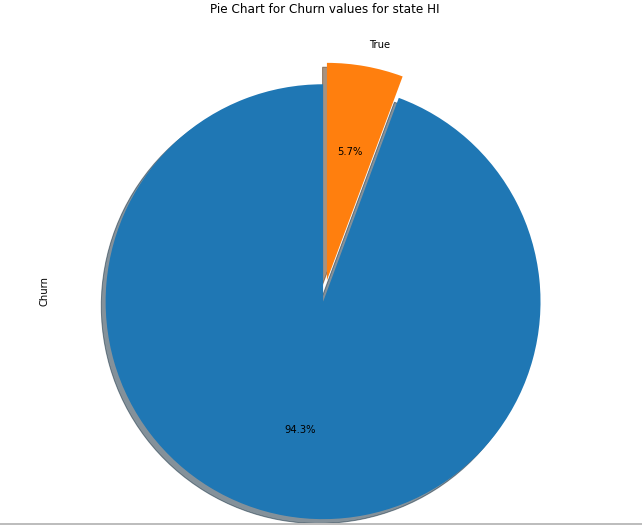 Pie Chart for Churn values for state HI
True
5.7%
Churn
94.3%